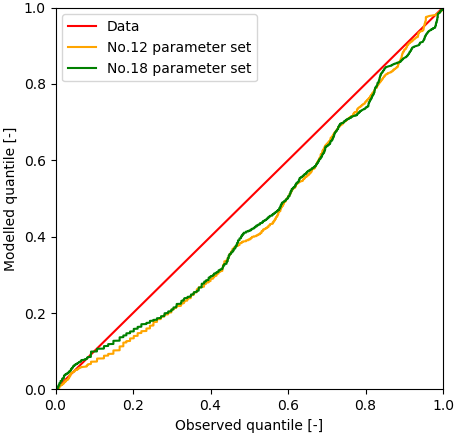 1.0
0.8
0.6
0.4
0.2
0.0
Modelled quantile [-]
Data
No.12 parameter set
No.18 parameter set
0.0 0.2 0.4 0.6 0.8 1.0
Observed quantile [-]